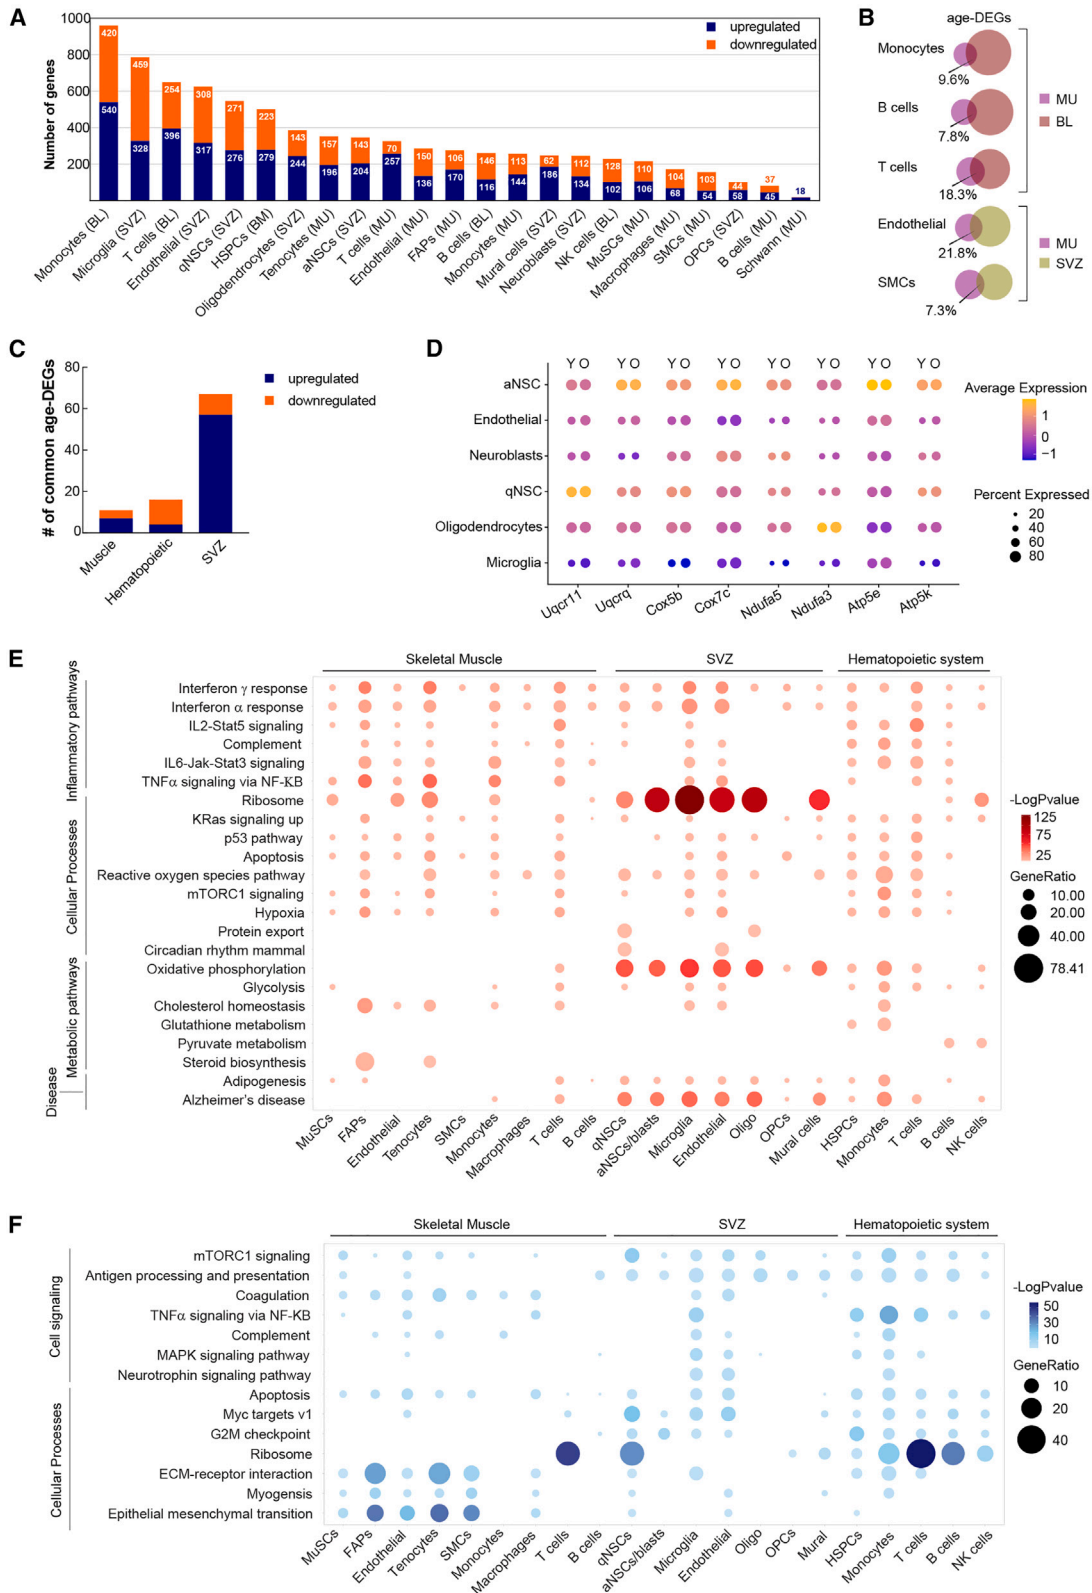 A
Number of genes
1000
800
600
400
200
upregulated
downregulated
420
540
459
328
254
396
308
317
271
276
223
279
143
244
157
196
143
204
70
257
150
136
106
170
146
116
113
144
62
186
112
134
128
102
110
106
104
68
103
54
44
58
37
45
18
Monocytes (BL)
Microglia (SVZ)
T cells (BL)
Endothelial (SVZ)
qNSCs (SVZ)
HSPCs (BM)
Oligodendrocytes (SVZ)
Tenocytes (MU)
aNSCs (SVZ)
T cells (MU)
Endothelial (MU)
FAPs (MU)
B cells (BL)
Monocytes (MU)
Mural cells (SVZ)
Neuroblasts (SVZ)
NK cells (BL)
MuSCs (MU)
Macrophages (MU)
SMCs (MU)
OPCs (SVZ)
B cells (MU)
Schwann (MU)
B
age-DEGs
Monocytes
9.6%
B cells
7.8%
T cells
18.3%
Endothelial
21.8%
SMCs
7.3%
MU
BL
MU
SVZ
C
# of common age-DEGs
80
60
40
20
0
upregulated
downregulated
Muscle
Hematopoietic
SVZ
D
Y O Y O Y O Y O Y O Y O Y O Y O
aNSC
Endothelial
Neuroblasts
qNSC
Oligodendrocytes
Microglia
Uqcr11
Uqcrq
Cox5b
Cox7c
Ndufa5
Ndufa3
Atp5e
Atp5k
Average Expression
1
0
−1
Percent Expressed
20
40
60
80
E
Skeletal Muscle
SVZ
Hematopoietic system
Inflammatory pathways
Interferon γ response
Interferon α response
IL2-Stat5 signaling
Complement
IL6-Jak-Stat3 signaling
TNFα signaling via NF-KB
Cellular Processes
Ribosome
KRas signaling up
p53 pathway
Apoptosis
Reactive oxygen species pathway
mTORC1 signaling
Hypoxia
Protein export
Circadian rhythm mammal
Metabolic pathways
Oxidative phosphorylation
Glycolysis
Cholesterol homeostasis
Glutathione metabolism
Pyruvate metabolism
Steroid biosynthesis
Disease
Adipogenesis
Alzheimer's disease
MuSCs
FAPs
Endothelial
Tenocytes
SMCs
Monocytes
Macrophages
T cells
B cells
qNSCs
aNSCs/blasts
Microglia
Endothelial
Oligo
OPCs
Mural cells
HSPCs
Monocytes
T cells
B cells
NK cells
-LogPvalue
125
75
25
GeneRatio
10.00
20.00
40.00
78.41
F
Skeletal Muscle
SVZ
Hematopoietic system
Cell signaling
mTORC1 signaling
Antigen processing and presentation
Coagulation
TNFα signaling via NF-KB
Complement
MAPK signaling pathway
Neurotrophin signaling pathway
Cellular Processes
Apoptosis
Myc targets v1
G2M checkpoint
Ribosome
ECM-receptor interaction
Myogensis
Epithelial mesenchymal transition
MuSCs
FAPs
Endothelial
Tenocytes
SMCs
Monocytes
Macrophages
T cells
B cells
qNSCs
aNSCs/blasts
Microglia
Endothelial
Oligo
OPCs
Mural
HSPCs
Monocytes
T cells
B cells
NK cells
-LogPvalue
50
30
10
GeneRatio
10
20
40